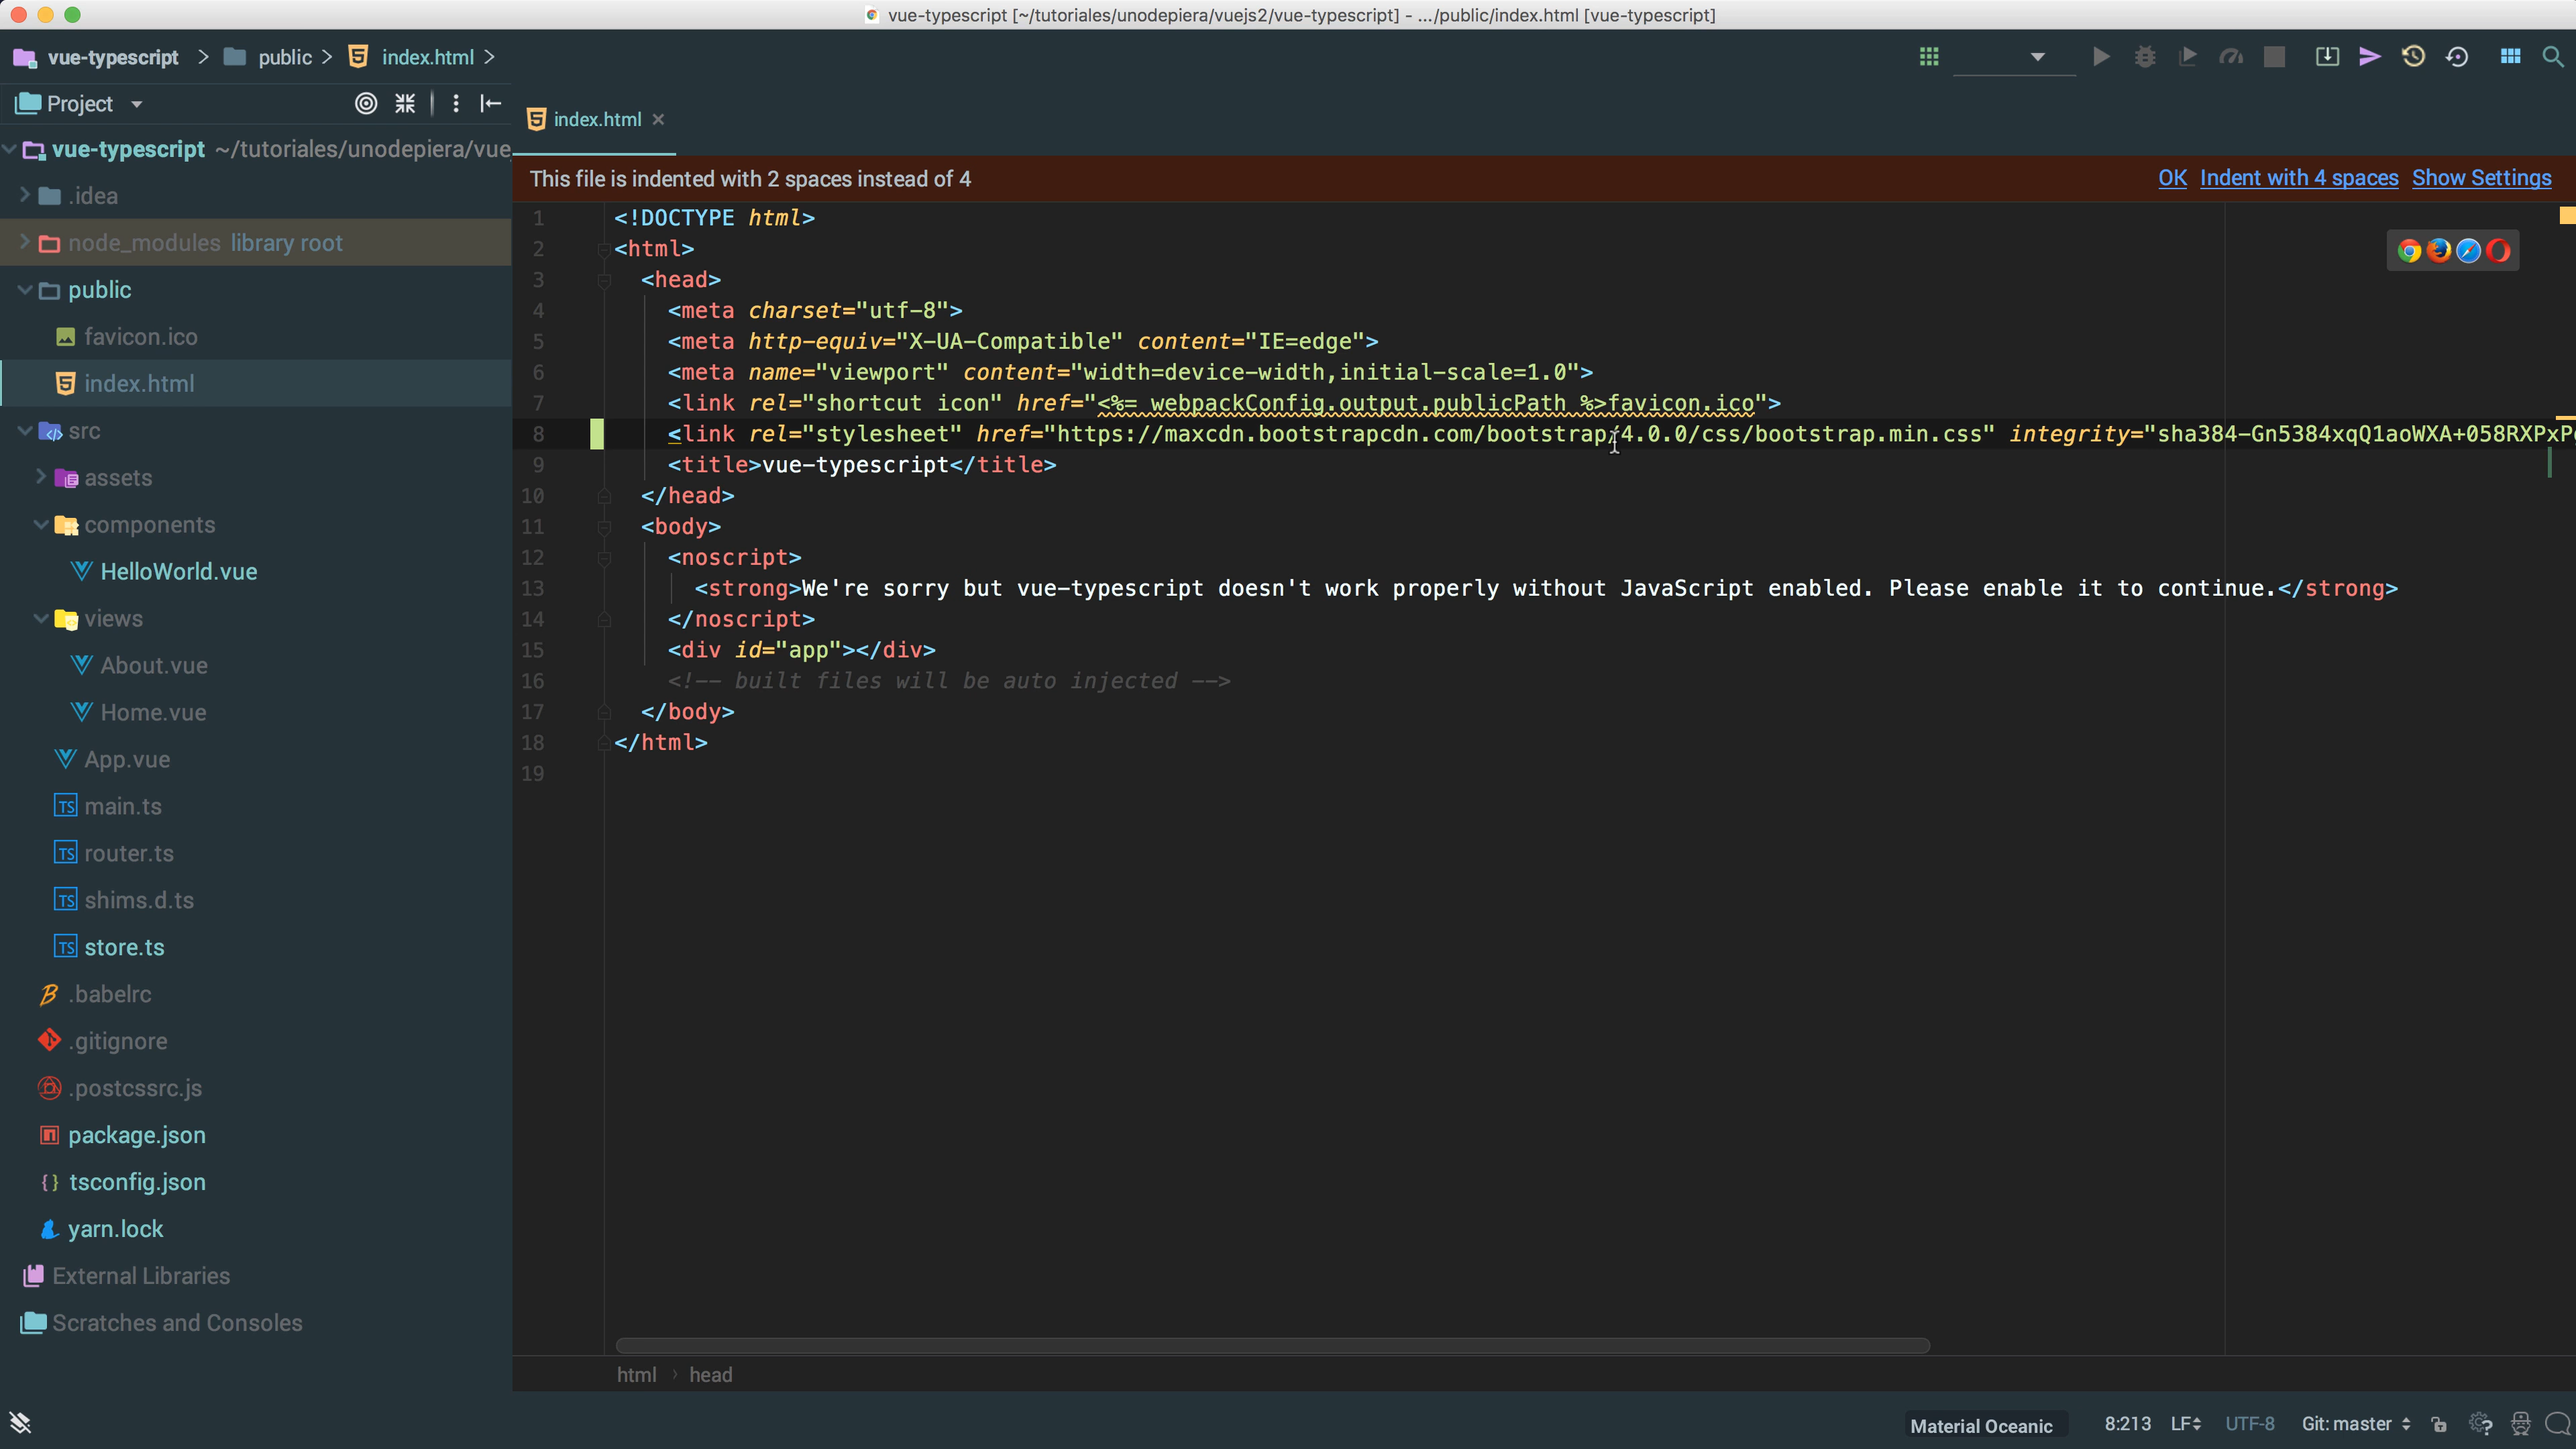 vue-typescript [~/tutoriales/unodepiera/vuejs2/vue-typescript] - .../public/index.html [vue-typescript]
vue-typescript > public > index.html >
Project
index.html
vue-typescript ~/tutoriales/unodepiera/vue
.idea
node_modules library root
public
favicon.ico
index.html
src
assets
components
HelloWorld.vue
views
About.vue
Home.vue
App.vue
main.ts
router.ts
shims.d.ts
store.ts
.babelrc
.gitignore
.postcssrc.js
package.json
tsconfig.json
yarn.lock
External Libraries
Scratches and Consoles
This file is indented with 2 spaces instead of 4 OK Indent with 4 spaces Show Settings
1 <!DOCTYPE html>
2 <html>
3 <head>
4 <meta charset="utf-8">
5 <meta http-equiv="X-UA-Compatible" content="IE=edge">
6 <meta name="viewport" content="width=device-width,initial-scale=1.0">
7 <link rel="shortcut icon" href="<%= webpackConfig.output.publicPath %>favicon.ico">
8 <link rel="stylesheet" href="https://maxcdn.bootstrapcdn.com/bootstrap/4.0.0/css/bootstrap.min.css" integrity="sha384-Gn5384xqQ1aoWXA+058RXPxP
9 <title>vue-typescript</title>
10 </head>
11 <body>
12 <noscript>
13 <strong>We're sorry but vue-typescript doesn't work properly without JavaScript enabled. Please enable it to continue.</strong>
14 </noscript>
15 <div id="app"></div>
16 <!-- built files will be auto injected -->
17 </body>
18 </html>
19
html > head
Material Oceanic 8:213 LF UTF-8 Git: master